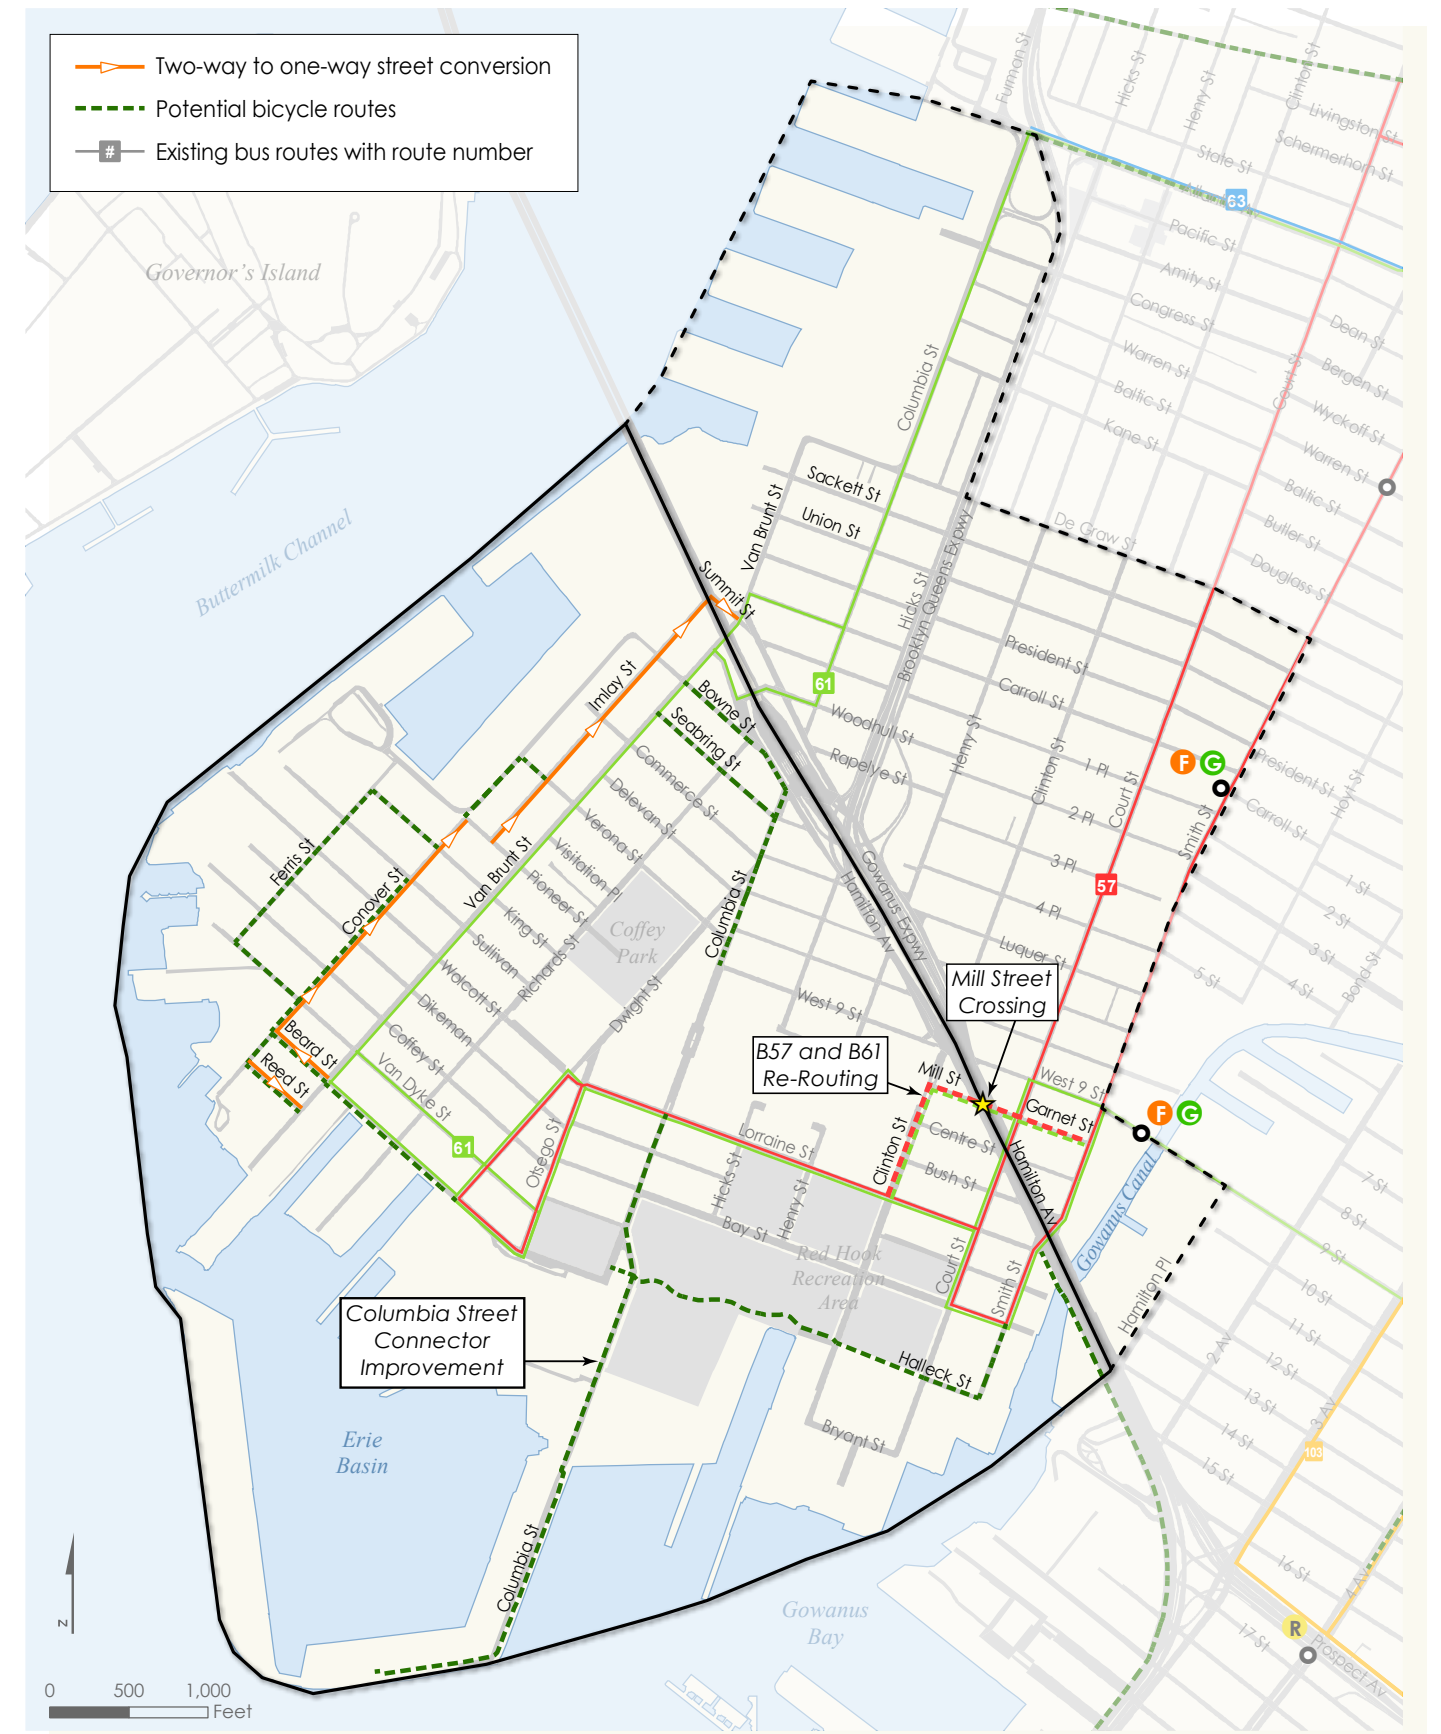 Two-way to one-way street conversion
Potential bicycle routes
#
Existing bus routes with route number
Furman St
Hicks St
Henry St
Clinton St
Livingston St
Schermerhorn St
State St
63
Pacific St
Amity St
Congress St
Warren St
Baltic St
Kane St
Court St
Dean St
Bergen St
Wyckoff St
Warren St
Baltic St
Butler St
Douglass S
De Graw St
Governor's Island
Buttermilk Channel
Columbia St
Sackett St
Union St
Van Brunt St
Summit St
Hicks St
Brooklyn Queens Expwy
President St
Carroll St
61
Woodhull St
Rapelye St
Henry St
Clinton St
1 Pl
2 Pl
3 Pl
4 Pl
Court St
Smith St
F
G
President St
Carroll St
Hoyt St
57
1 St
2 St
3 St
4 St
5 St
Bond St
Luquer St
Imlay St
Bowne St
Seabring St
Commerce St
Delevan St
Verona St
Visitation Pl
Pioneer St
King St
Sullivan
Wolcott St
Dikeman
Coffey St
Van Dyke St
Richards St
Dwight St
Coffey
Park
Columbia St
Gowanus Expwy
Hamilton Av
Ferris St
Conover St
Van Brunt St
Beard St
Reed St
61
West 9 St
Mill Street
Crossing
B57 and B61
Re-Routing
Mill St
West 9 St
Garnet St
F
G
Centre St
Bush St
Clinton St
Hamilton Av
Lorraine St
Otsego St
Hicks St
Henry St
Bay St
Red Hook
Recreation
Area
Court St
Smith St
Gowanus Canal
Hamilton Pl
Halleck St
Bryant St
Columbia Street
Connector
Improvement
Erie
Basin
Columbia St
Gowanus
Bay
7 St
8 St
9 St
10 St
11 St
12 St
13 St
14 St
15 St
16 St
17 St
2 Av
3 Av
4 Av
103
R
Prospect Av
z
0
500
1,000
Feet